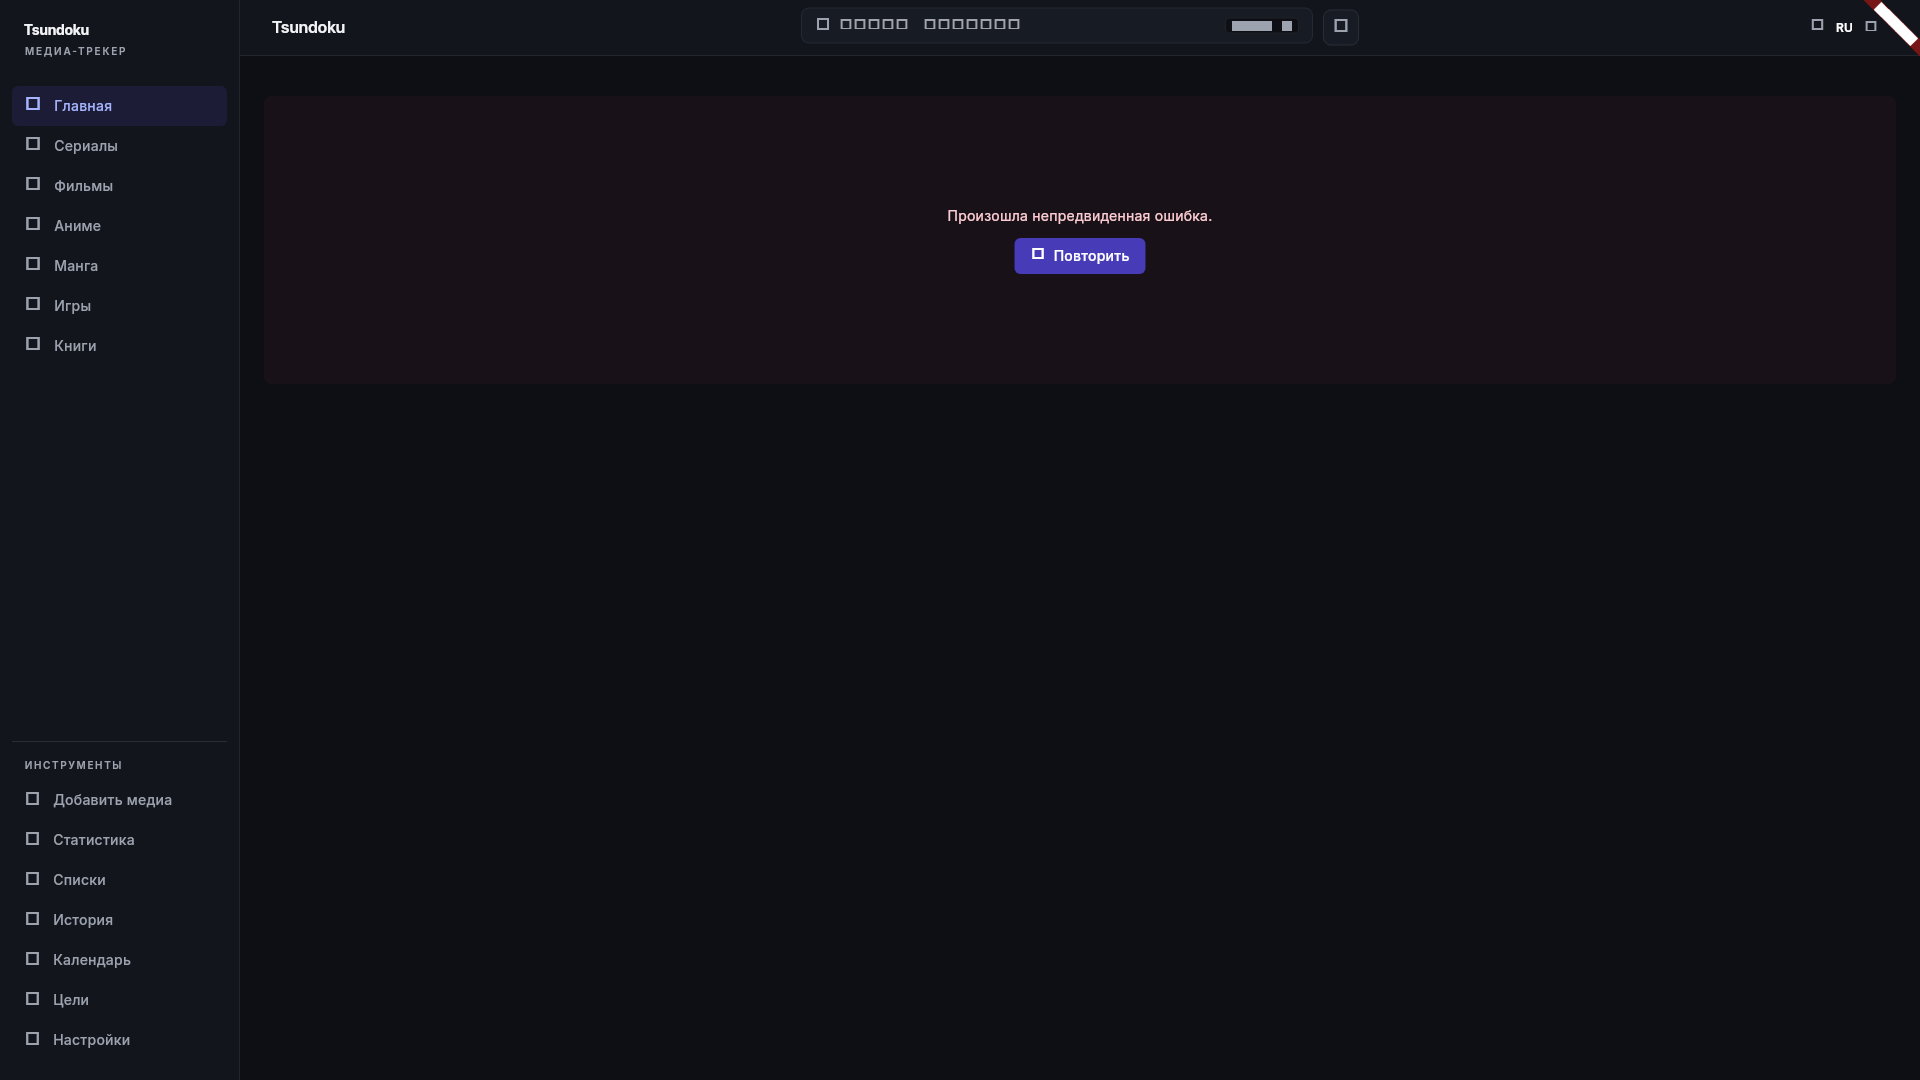 Tsundoku
МЕДИА-ТРЕКЕР
Главная
Сериалы
Фильмы
Аниме
Манга
Игры
Книги
ИНСТРУМЕНТЫ
Добавить медиа
Статистика
Списки
История
Календарь
Цели
Настройки
Tsundoku
RU
Произошла непредвиденная ошибка.
Повторить